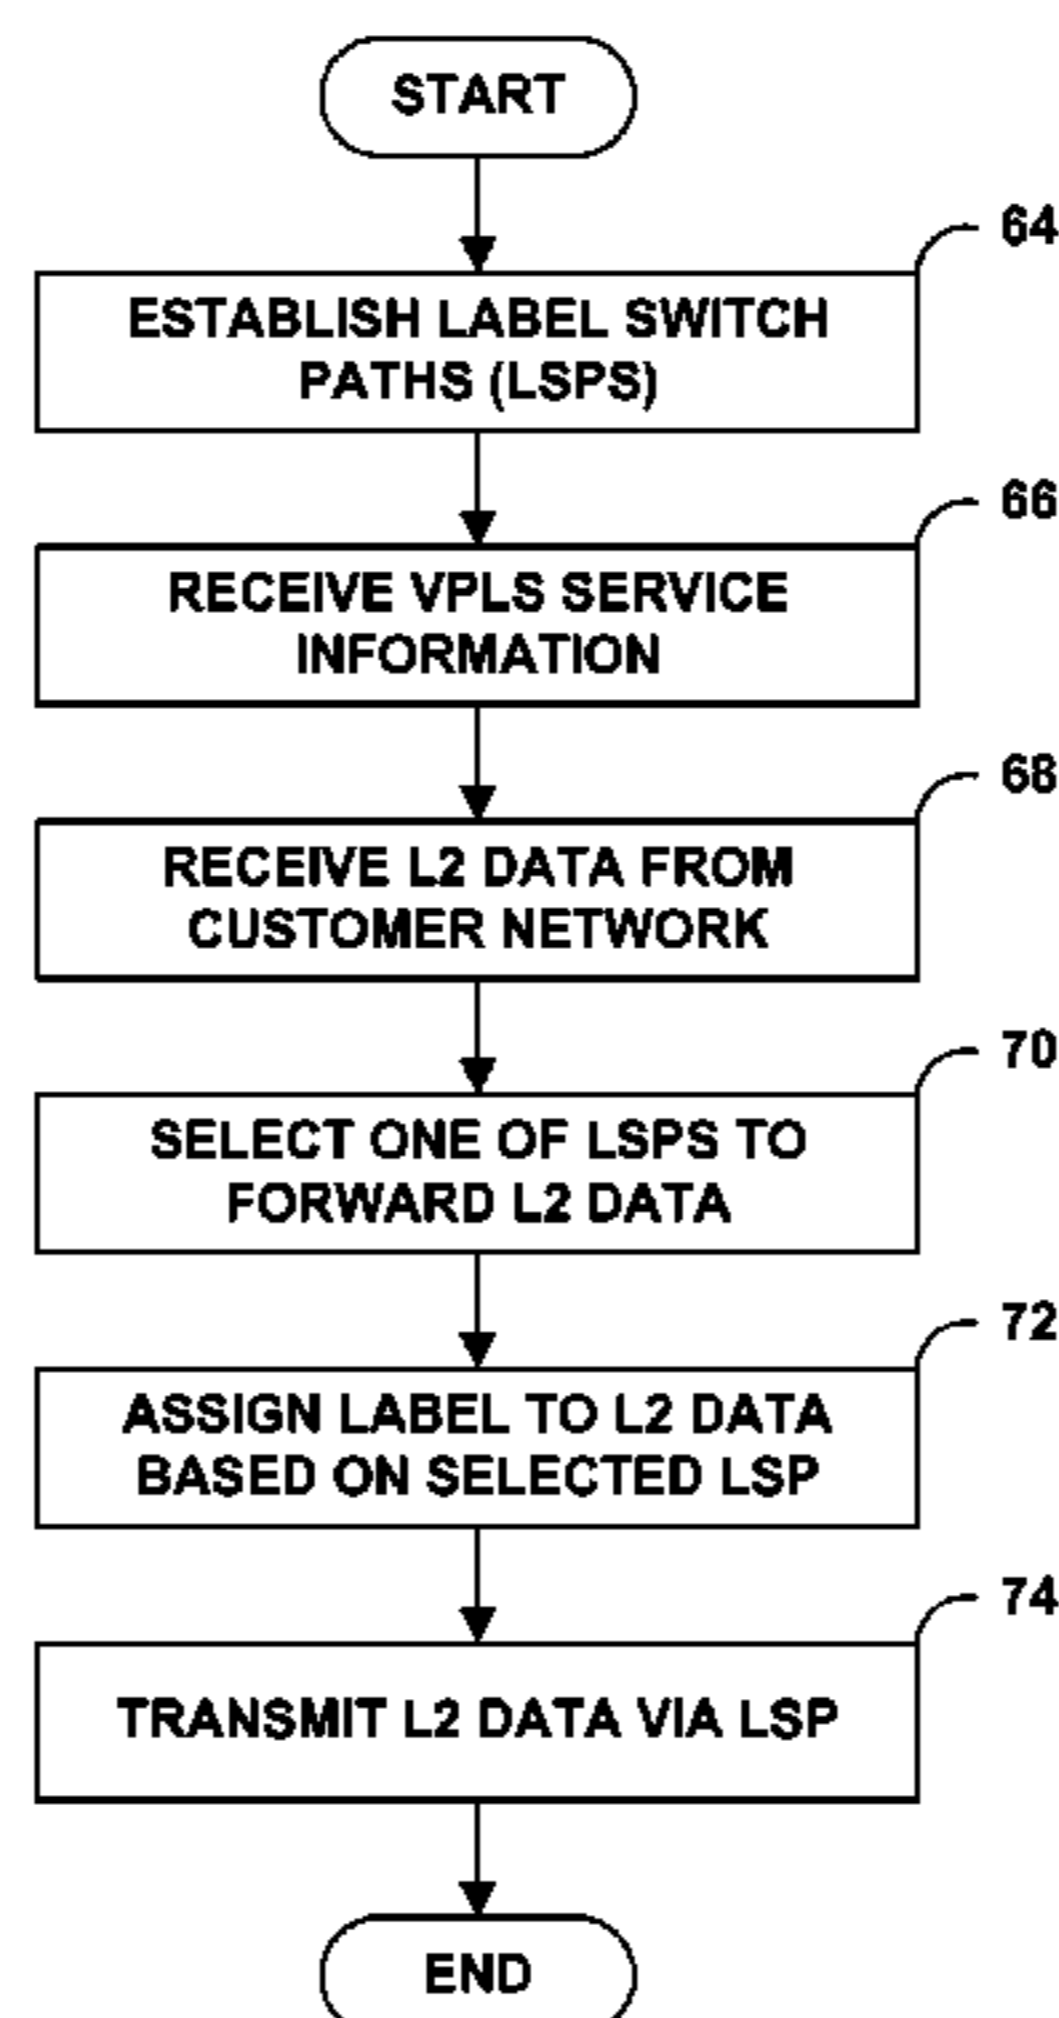 START
64
ESTABLISH LABEL SWITCH
PATHS (LSPS)
66
RECEIVE VPLS SERVICE
INFORMATION
68
RECEIVE L2 DATA FROM
CUSTOMER NETWORK
70
SELECT ONE OF LSPS TO
FORWARD L2 DATA
72
ASSIGN LABEL TO L2 DATA
BASED ON SELECTED LSP
74
TRANSMIT L2 DATA VIA LSP
END